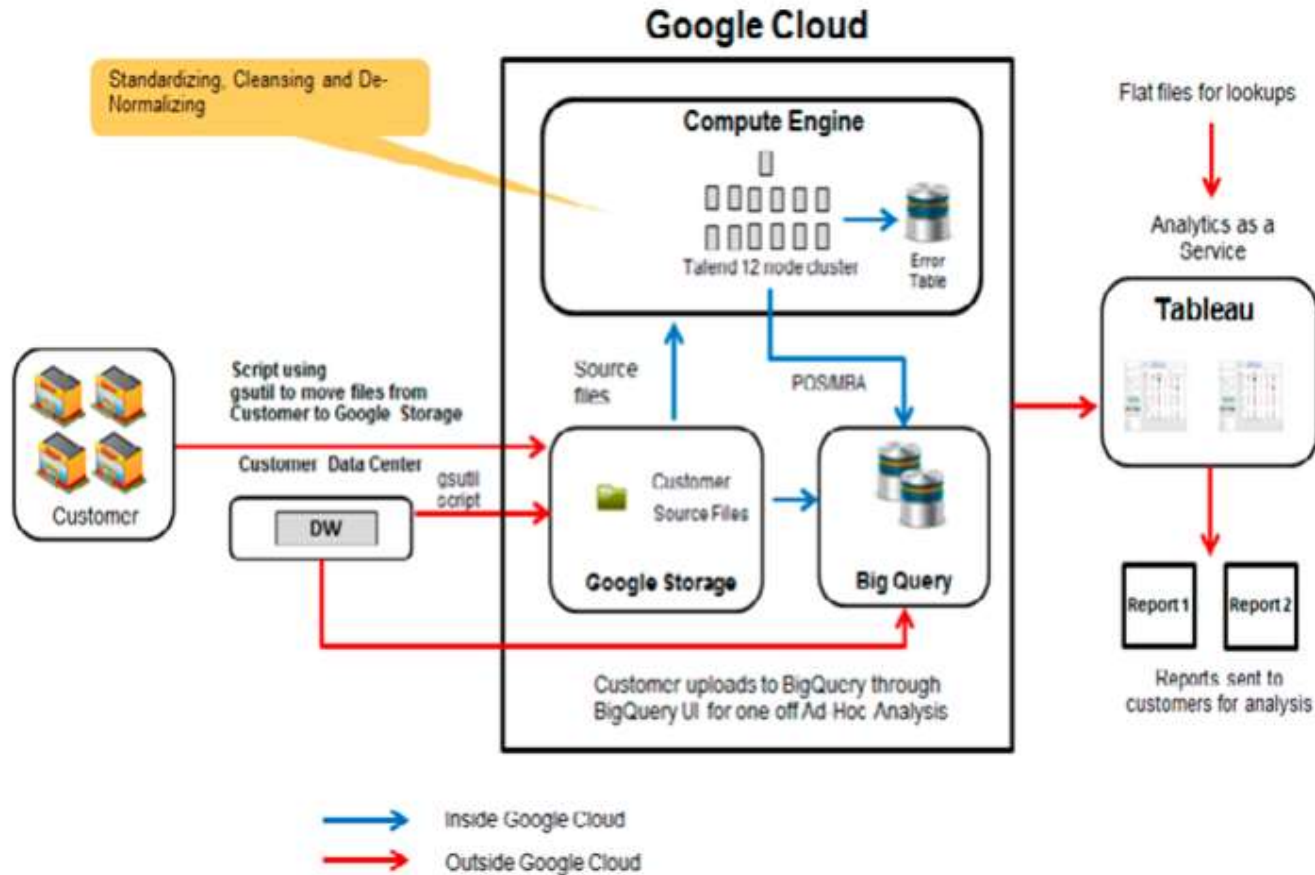 Google Cloud
Standardizing, Cleansing and De-
Normalizing
Compute Engine
Talend 12 node cluster
Error
Table
Flat files for lookups
Analytics as a
Service
Tableau
Script using
gsutil to move files from
Customer to Google Storage
Source
files
POS/MBA
Customer
Customer Data Center
gsutil
script
DW
Customer
Source Files
Google Storage
Big Query
Report 1
Report 2
Reports sent to
customers for analysis
Customer uploads to BigQuery through
BigQuery UI for one off Ad-Hoc Analysis
Inside Google Cloud
Outside Google Cloud